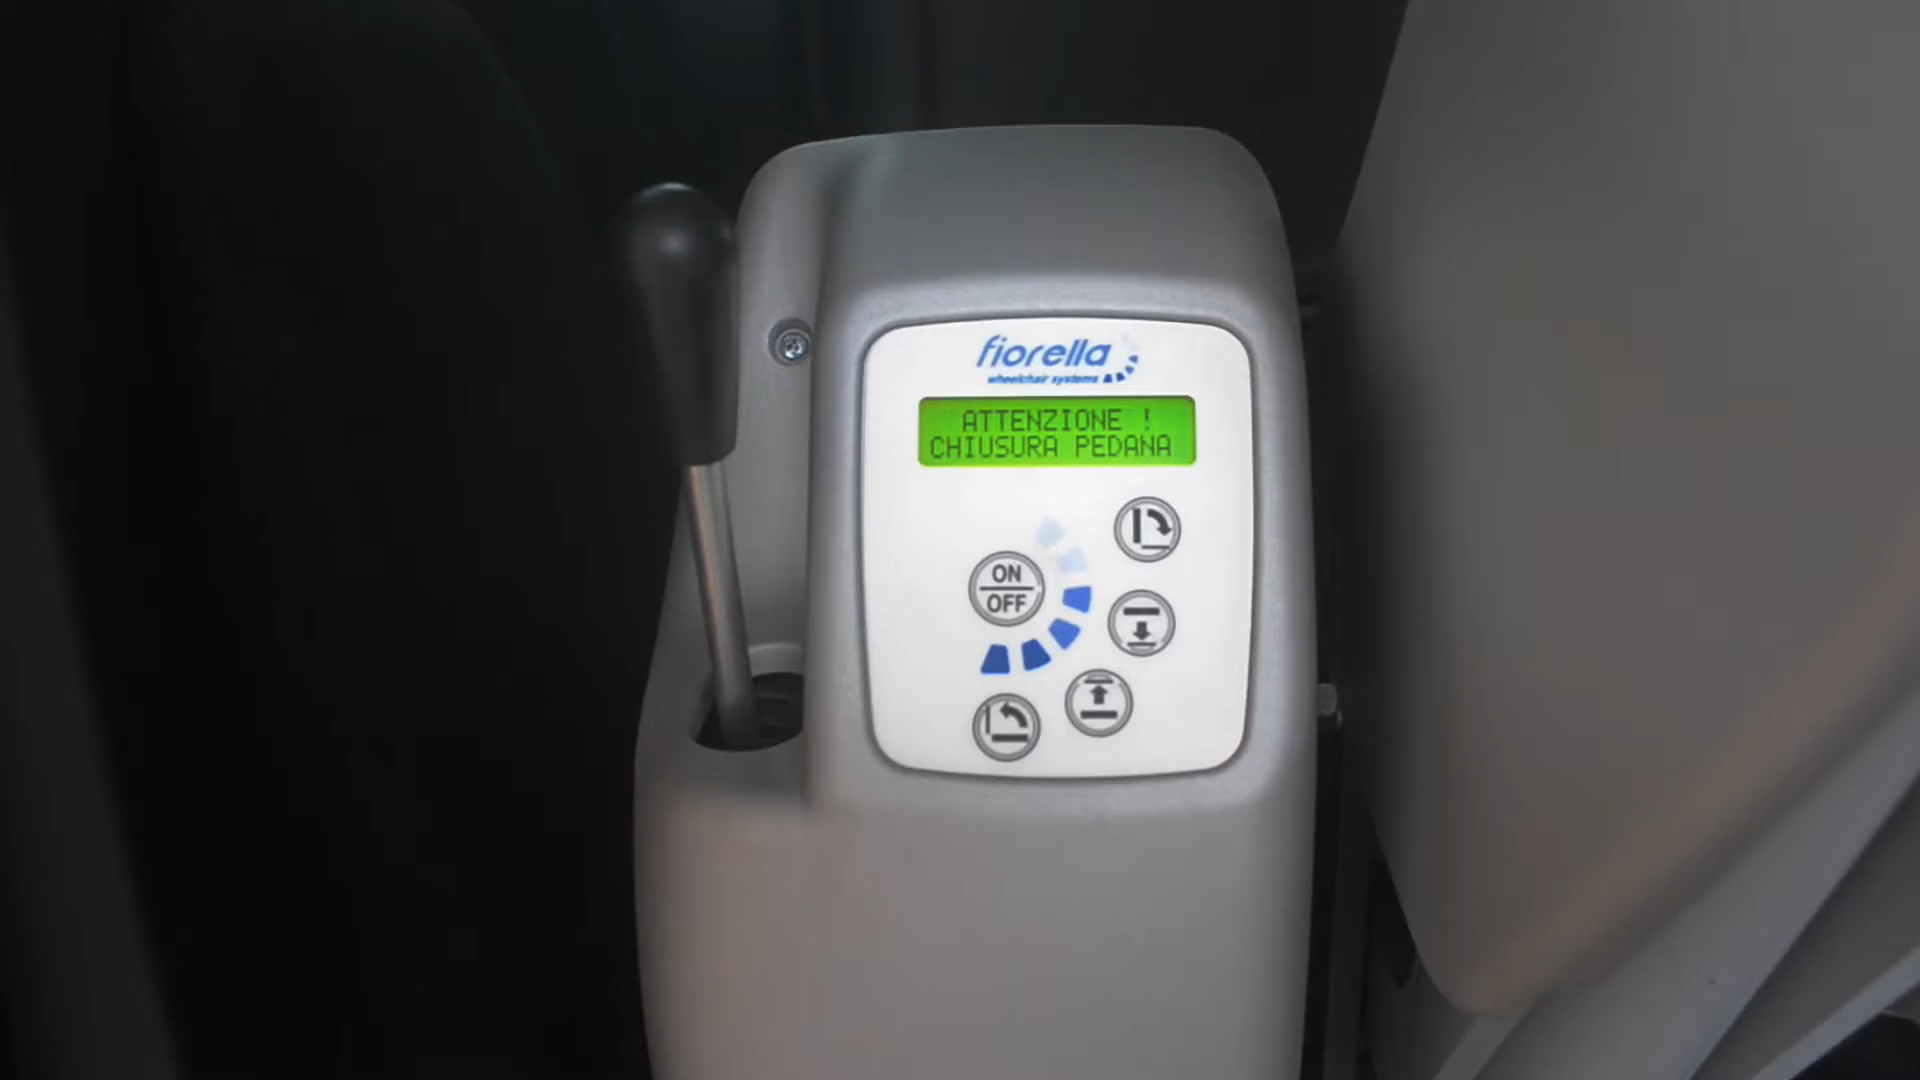 fiorella
wheelchair systems
ATTENZIONE !
CHIUSURA PEDANA
ON
OFF